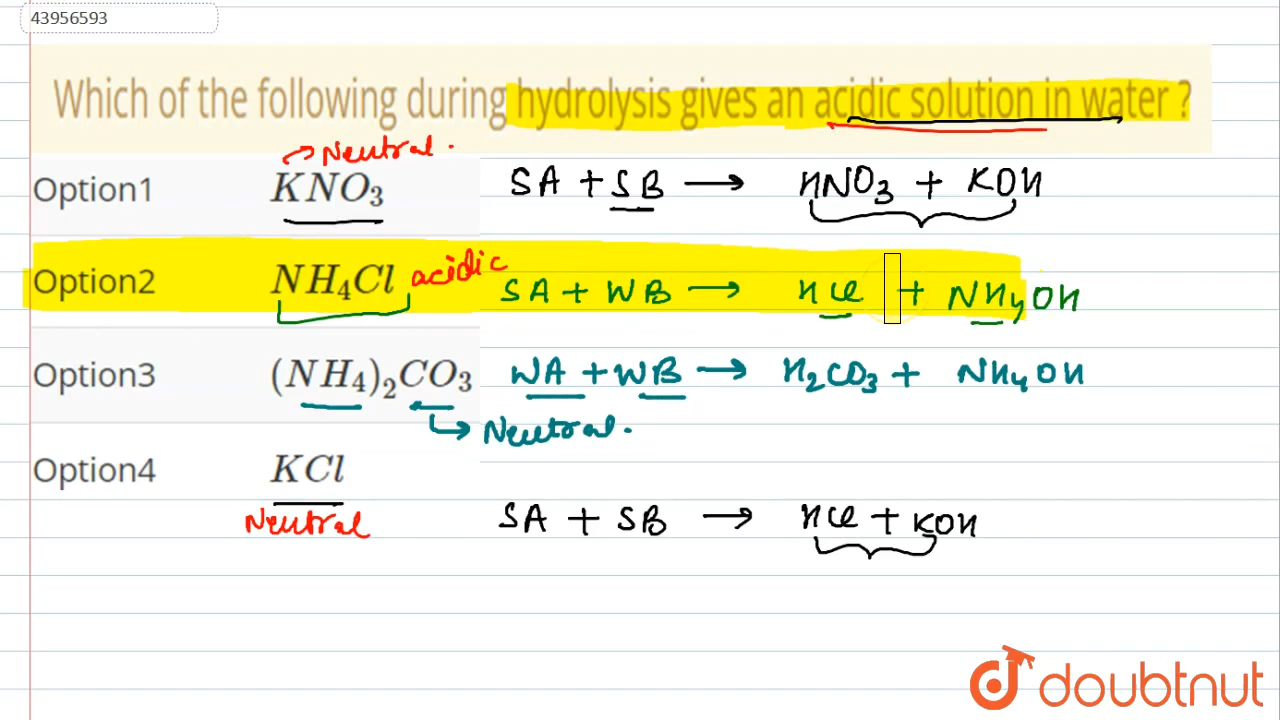 43956593
Which of the following during hydrolysis gives an acidic solution in water ?
→ Neutral.
Option1 KNO₃ SA + SB → HNO₃ + KOH
Option2 NH₄Cl acidic SA + WB → HCl + NH₄OH
Option3 (NH₄)₂CO₃ WA + WB → H₂CO₃ + NH₄OH
→ Neutral.
Option4 KCl
Neutral SA + SB → HCl + KOH
doubtnut